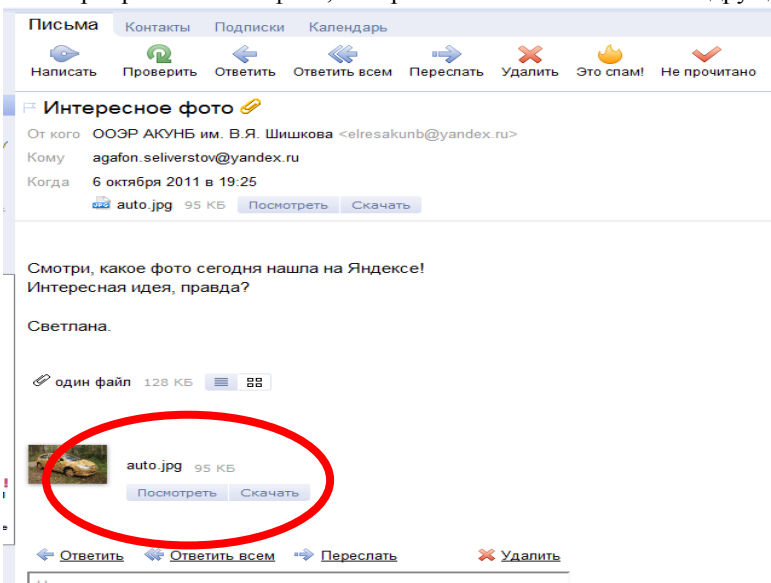 Письма Контакты Подписки Календарь
Написать Проверить Ответить Ответить всем Переслать Удалить Это спам! Не прочитано
Интересное фото
От кого ООЭР АКУНБ им. В.Я. Шишкова <elresakunb@yandex.ru>
Кому agafon.seliverstov@yandex.ru
Когда 6 октября 2011 в 19:25
JPG auto.jpg 95 КБ Посмотреть Скачать
Смотри, какое фото сегодня нашла на Яндексе!
Интересная идея, правда?
Светлана.
один файл 128 КБ
auto.jpg 95 КБ
Посмотреть Скачать
Ответить Ответить всем Переслать Удалить